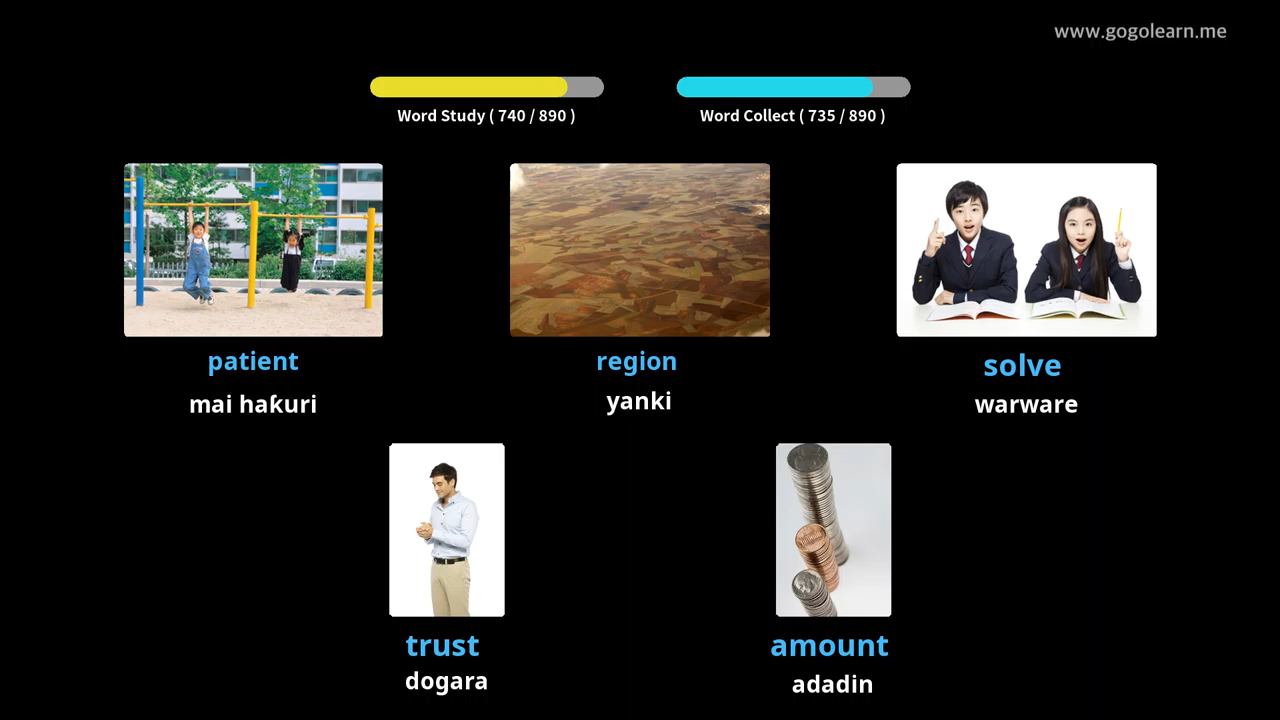 www.gogolearn.me
Word Study ( 740 / 890 )
Word Collect ( 735 / 890 )
patient
region
solve
mai haƙuri
yanki
warware
trust
amount
dogara
adadin